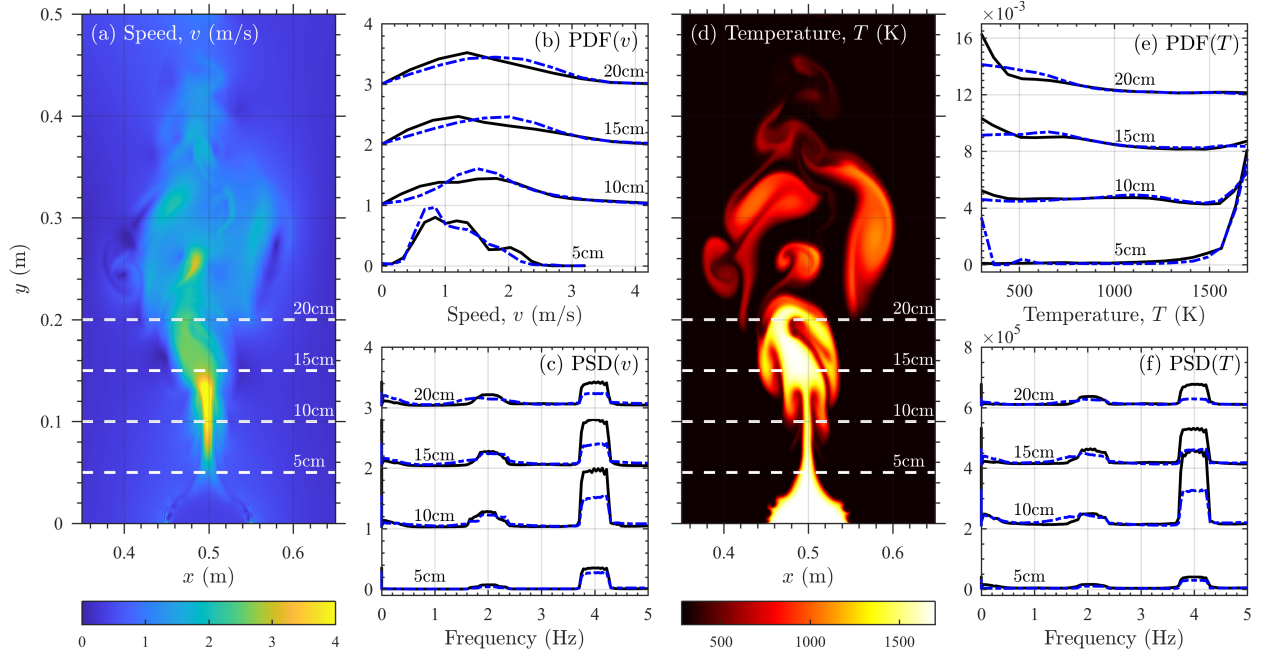 (a) Speed, v (m/s)
0.5
0.4
0.3
0.2
0.1
0
y (m)
20cm
15cm
10cm
5cm
0.4
0.5
0.6
x (m)
0
1
2
3
4
(b) PDF(v)
4
3
2
1
0
20cm
15cm
10cm
5cm
0
1
2
3
4
Speed, v (m/s)
(c) PSD(v)
4
3
2
1
0
20cm
15cm
10cm
5cm
0
1
2
3
4
5
Frequency (Hz)
(d) Temperature, T (K)
20cm
15cm
10cm
5cm
0.4
0.5
0.6
x (m)
500
1000
1500
×10⁻³
(e) PDF(T)
16
12
8
4
0
20cm
15cm
10cm
5cm
500
1000
1500
Temperature, T (K)
×10⁵
(f) PSD(T)
8
6
4
2
0
20cm
15cm
10cm
5cm
0
1
2
3
4
5
Frequency (Hz)